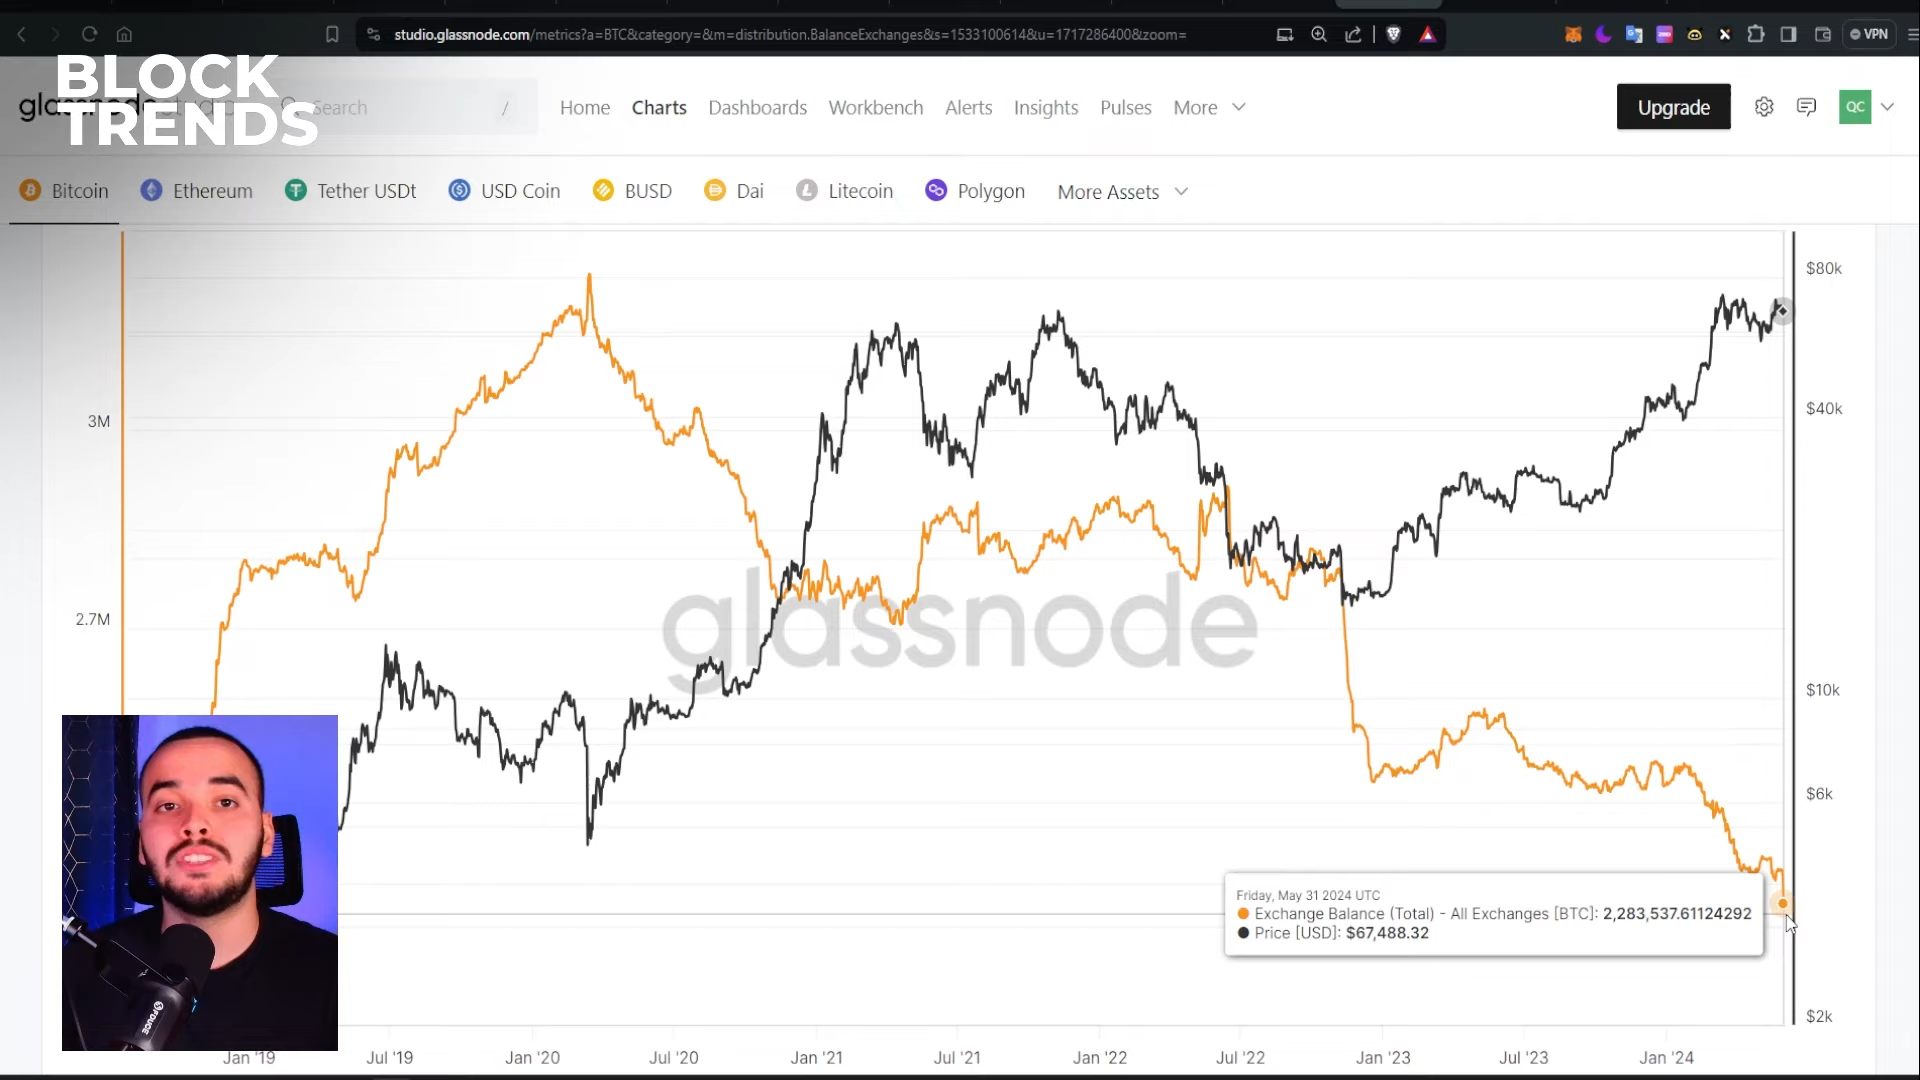 studio.glassnode.com/metrics?a=BTC&category=&m=distribution.BalanceExchanges&s=1533100614&u=1717286400&zoom=
VPN
BLOCK
TRENDS
glassnode studio
Search
/
Home
Charts
Dashboards
Workbench
Alerts
Insights
Pulses
More
Upgrade
QC
Bitcoin
Ethereum
Tether USDt
USD Coin
BUSD
Dai
Litecoin
Polygon
More Assets
3M
2.7M
$80k
$40k
$10k
$6k
$2k
glassnode
Friday, May 31 2024 UTC
Exchange Balance (Total) - All Exchanges [BTC]: 2,283,537.61124292
Price [USD]: $67,488.32
FDUCE
Jan '19
Jul '19
Jan '20
Jul '20
Jan '21
Jul '21
Jan '22
Jul '22
Jan '23
Jul '23
Jan '24